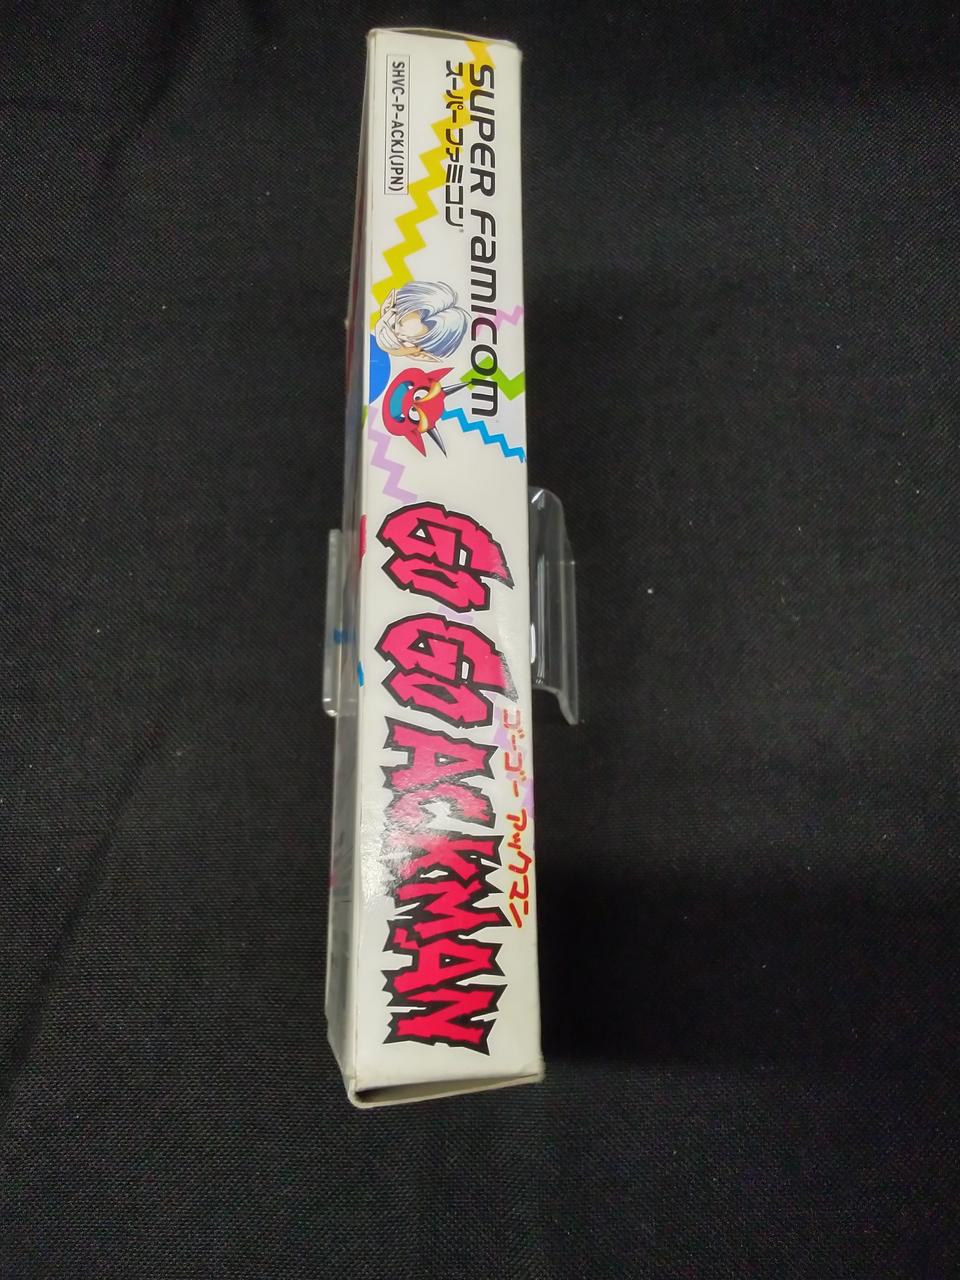 SUPER Famicom
スーパーファミコン®
SHVC-P-ACKJ(JPN)
ゴーゴー アックマン
GO GO ACKMAN